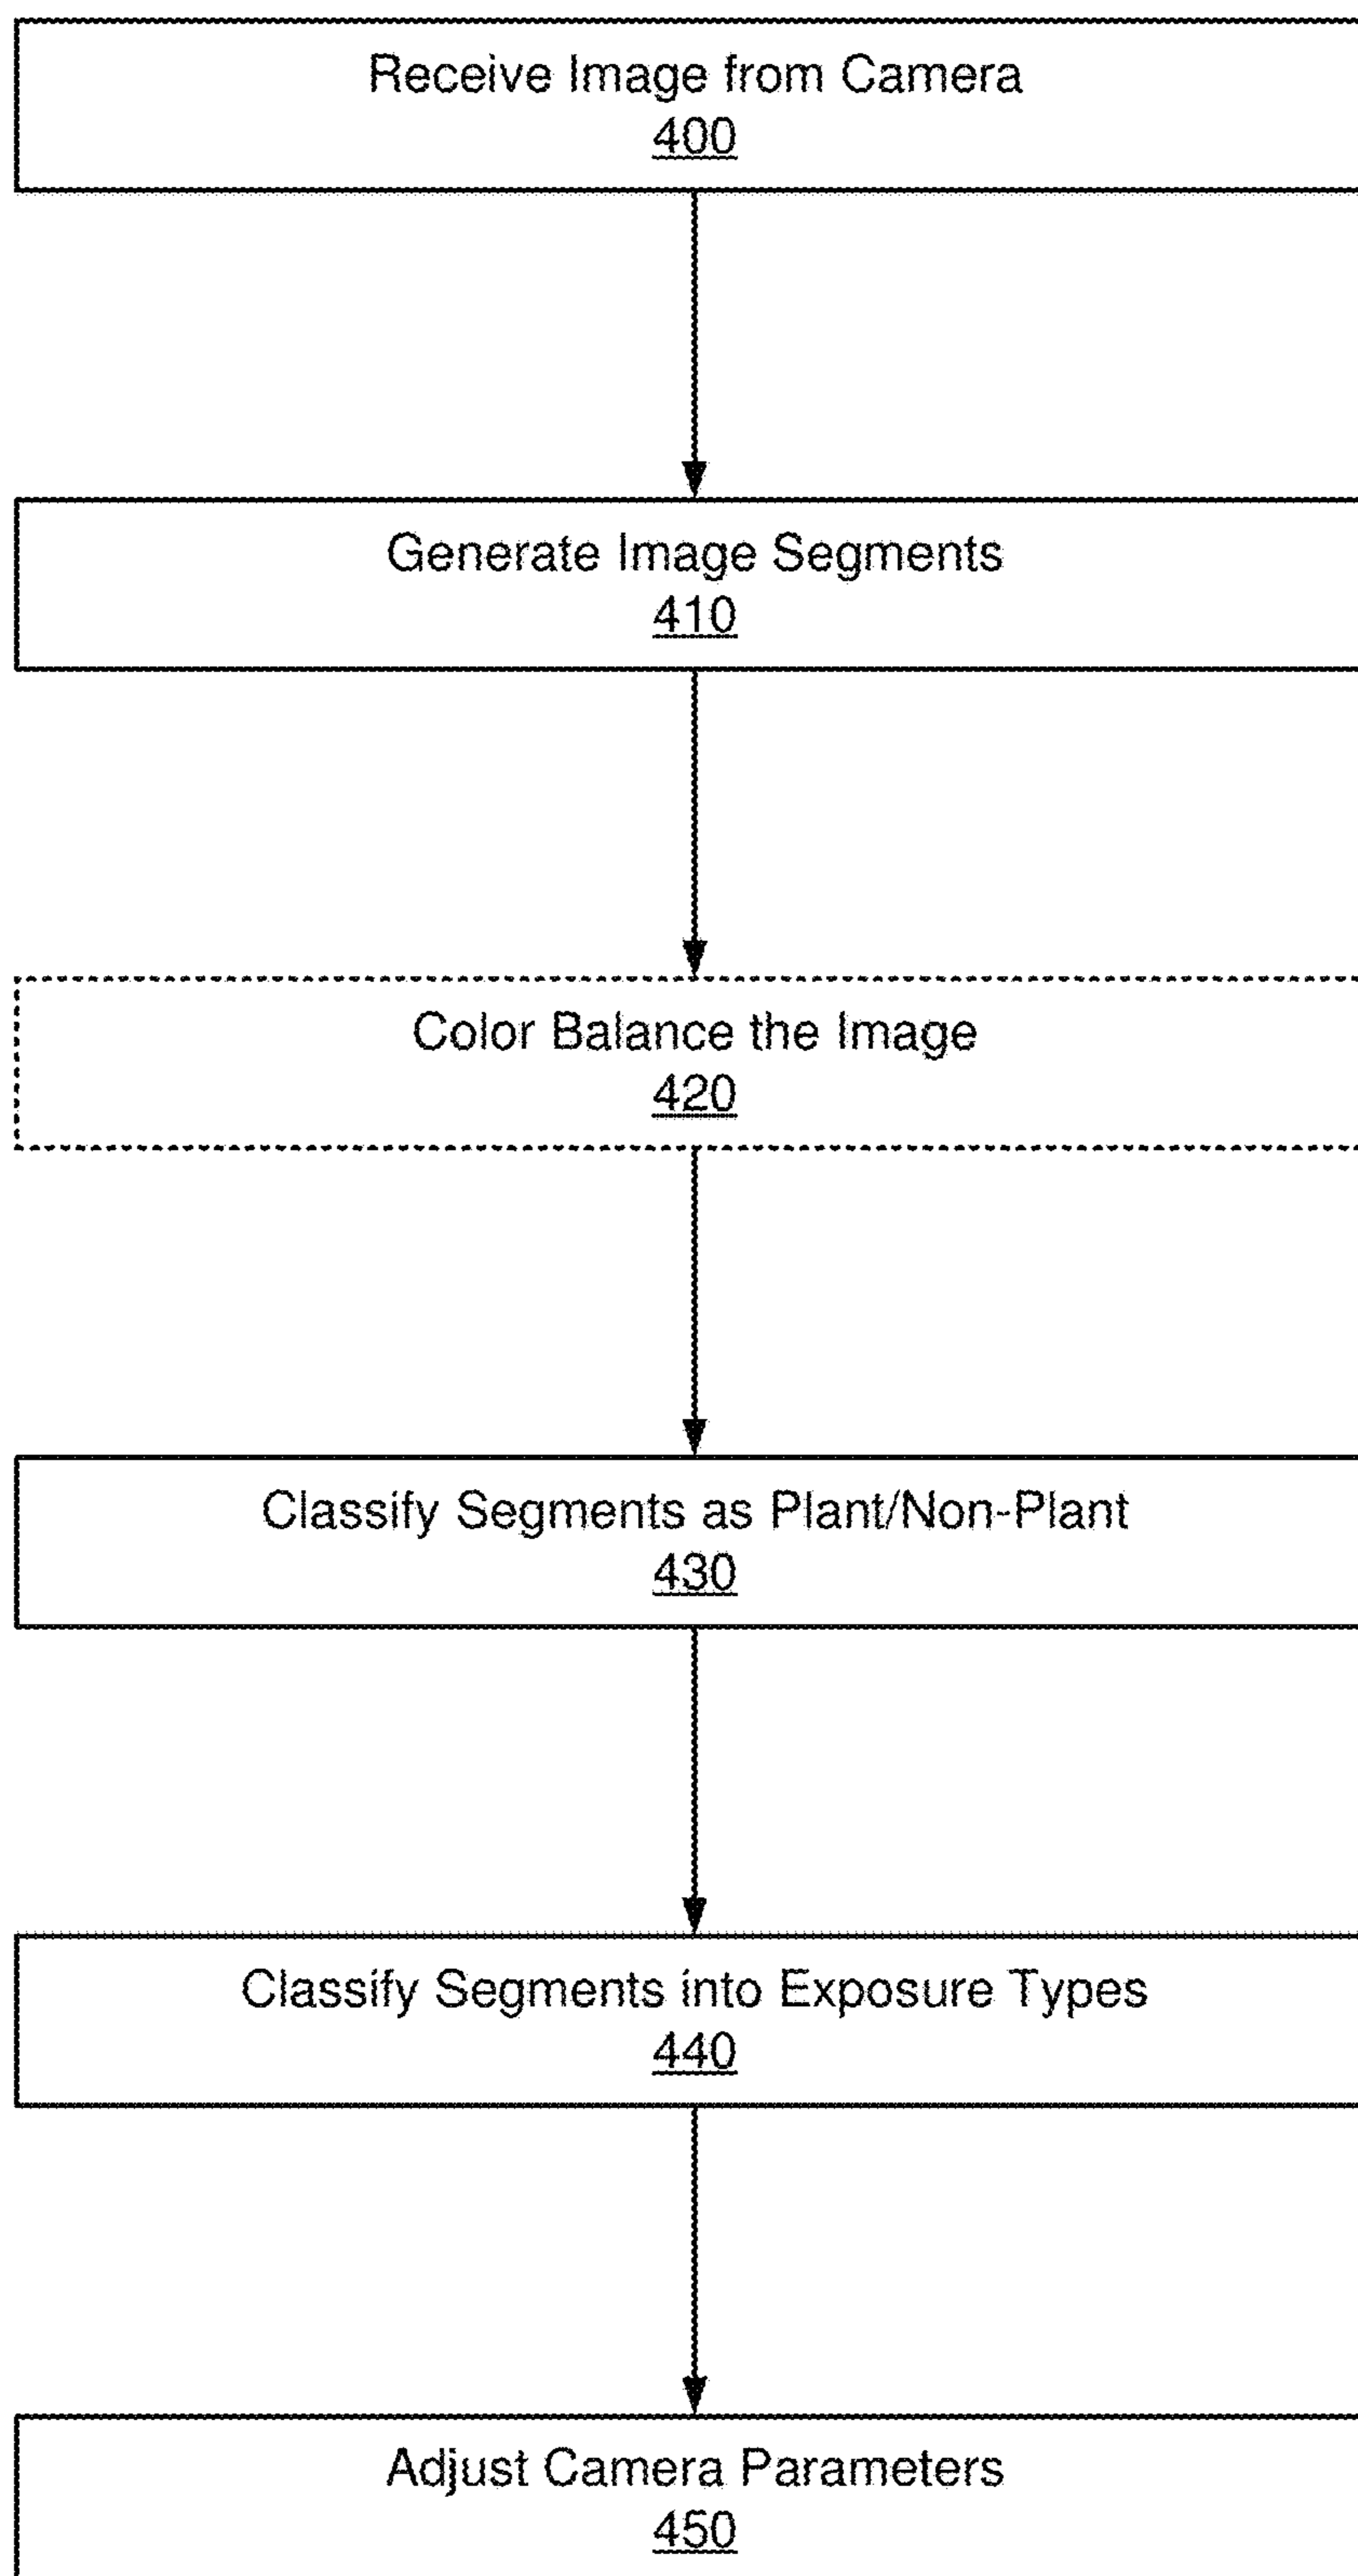 Receive Image from Camera
400
Generate Image Segments
410
Color Balance the Image
420
Classify Segments as Plant/Non-Plant
430
Classify Segments into Exposure Types
440
Adjust Camera Parameters
450